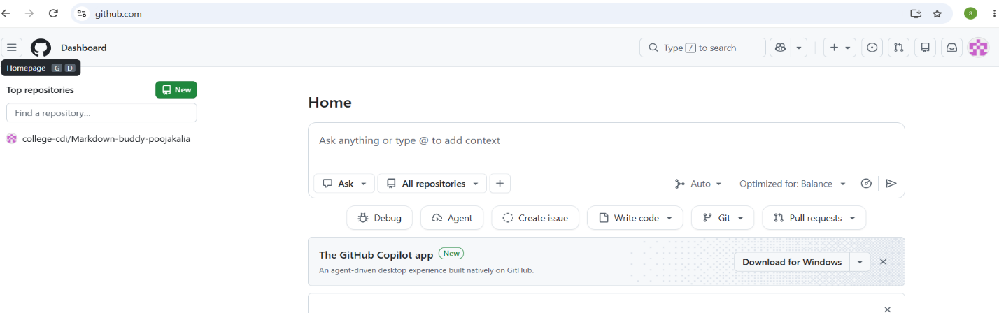 github.com
S
Dashboard
Type / to search
Homepage G D
Top repositories
New
Find a repository...
college-cdi/Markdown-buddy-poojakalia
Home
Ask anything or type @ to add context
Ask
All repositories
Auto
Optimized for: Balance
Debug
Agent
Create issue
Write code
Git
Pull requests
The GitHub Copilot app New
An agent-driven desktop experience built natively on GitHub.
Download for Windows